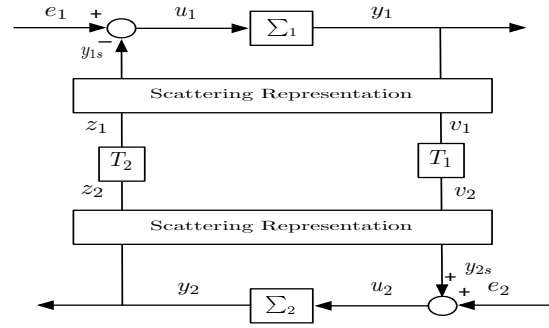 e₁ + u₁ Σ₁ y₁
y₁ₛ −
Scattering Representation
z₁ v₁
T₂ T₁
z₂ v₂
Scattering Representation
y₂ₛ
y₂ Σ₂ u₂ + + e₂